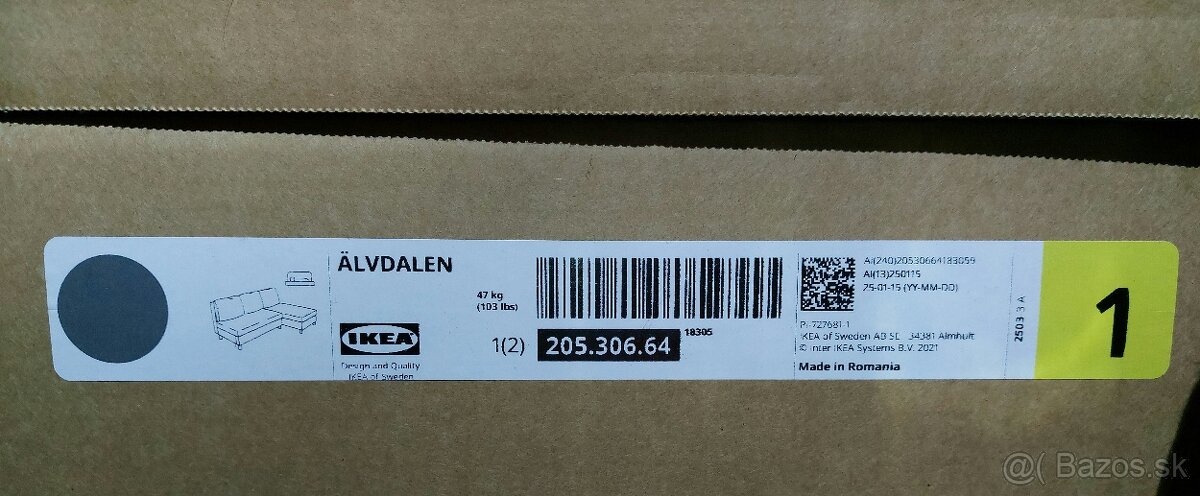 ÄLVDALEN
IKEA
Design and Quality
IKEA of Sweden
47 kg
(103 lbs)
18305
1(2)
205.306.64
AI(240)20530664183059
AI(13)250115
25-01-15 (YY-MM-DD)
PI-727681-1
IKEA of Sweden AB SE - 34381 Älmhult
© Inter IKEA Systems B.V. 2021
Made in Romania
2503 3 A
1
@( Bazos.sk